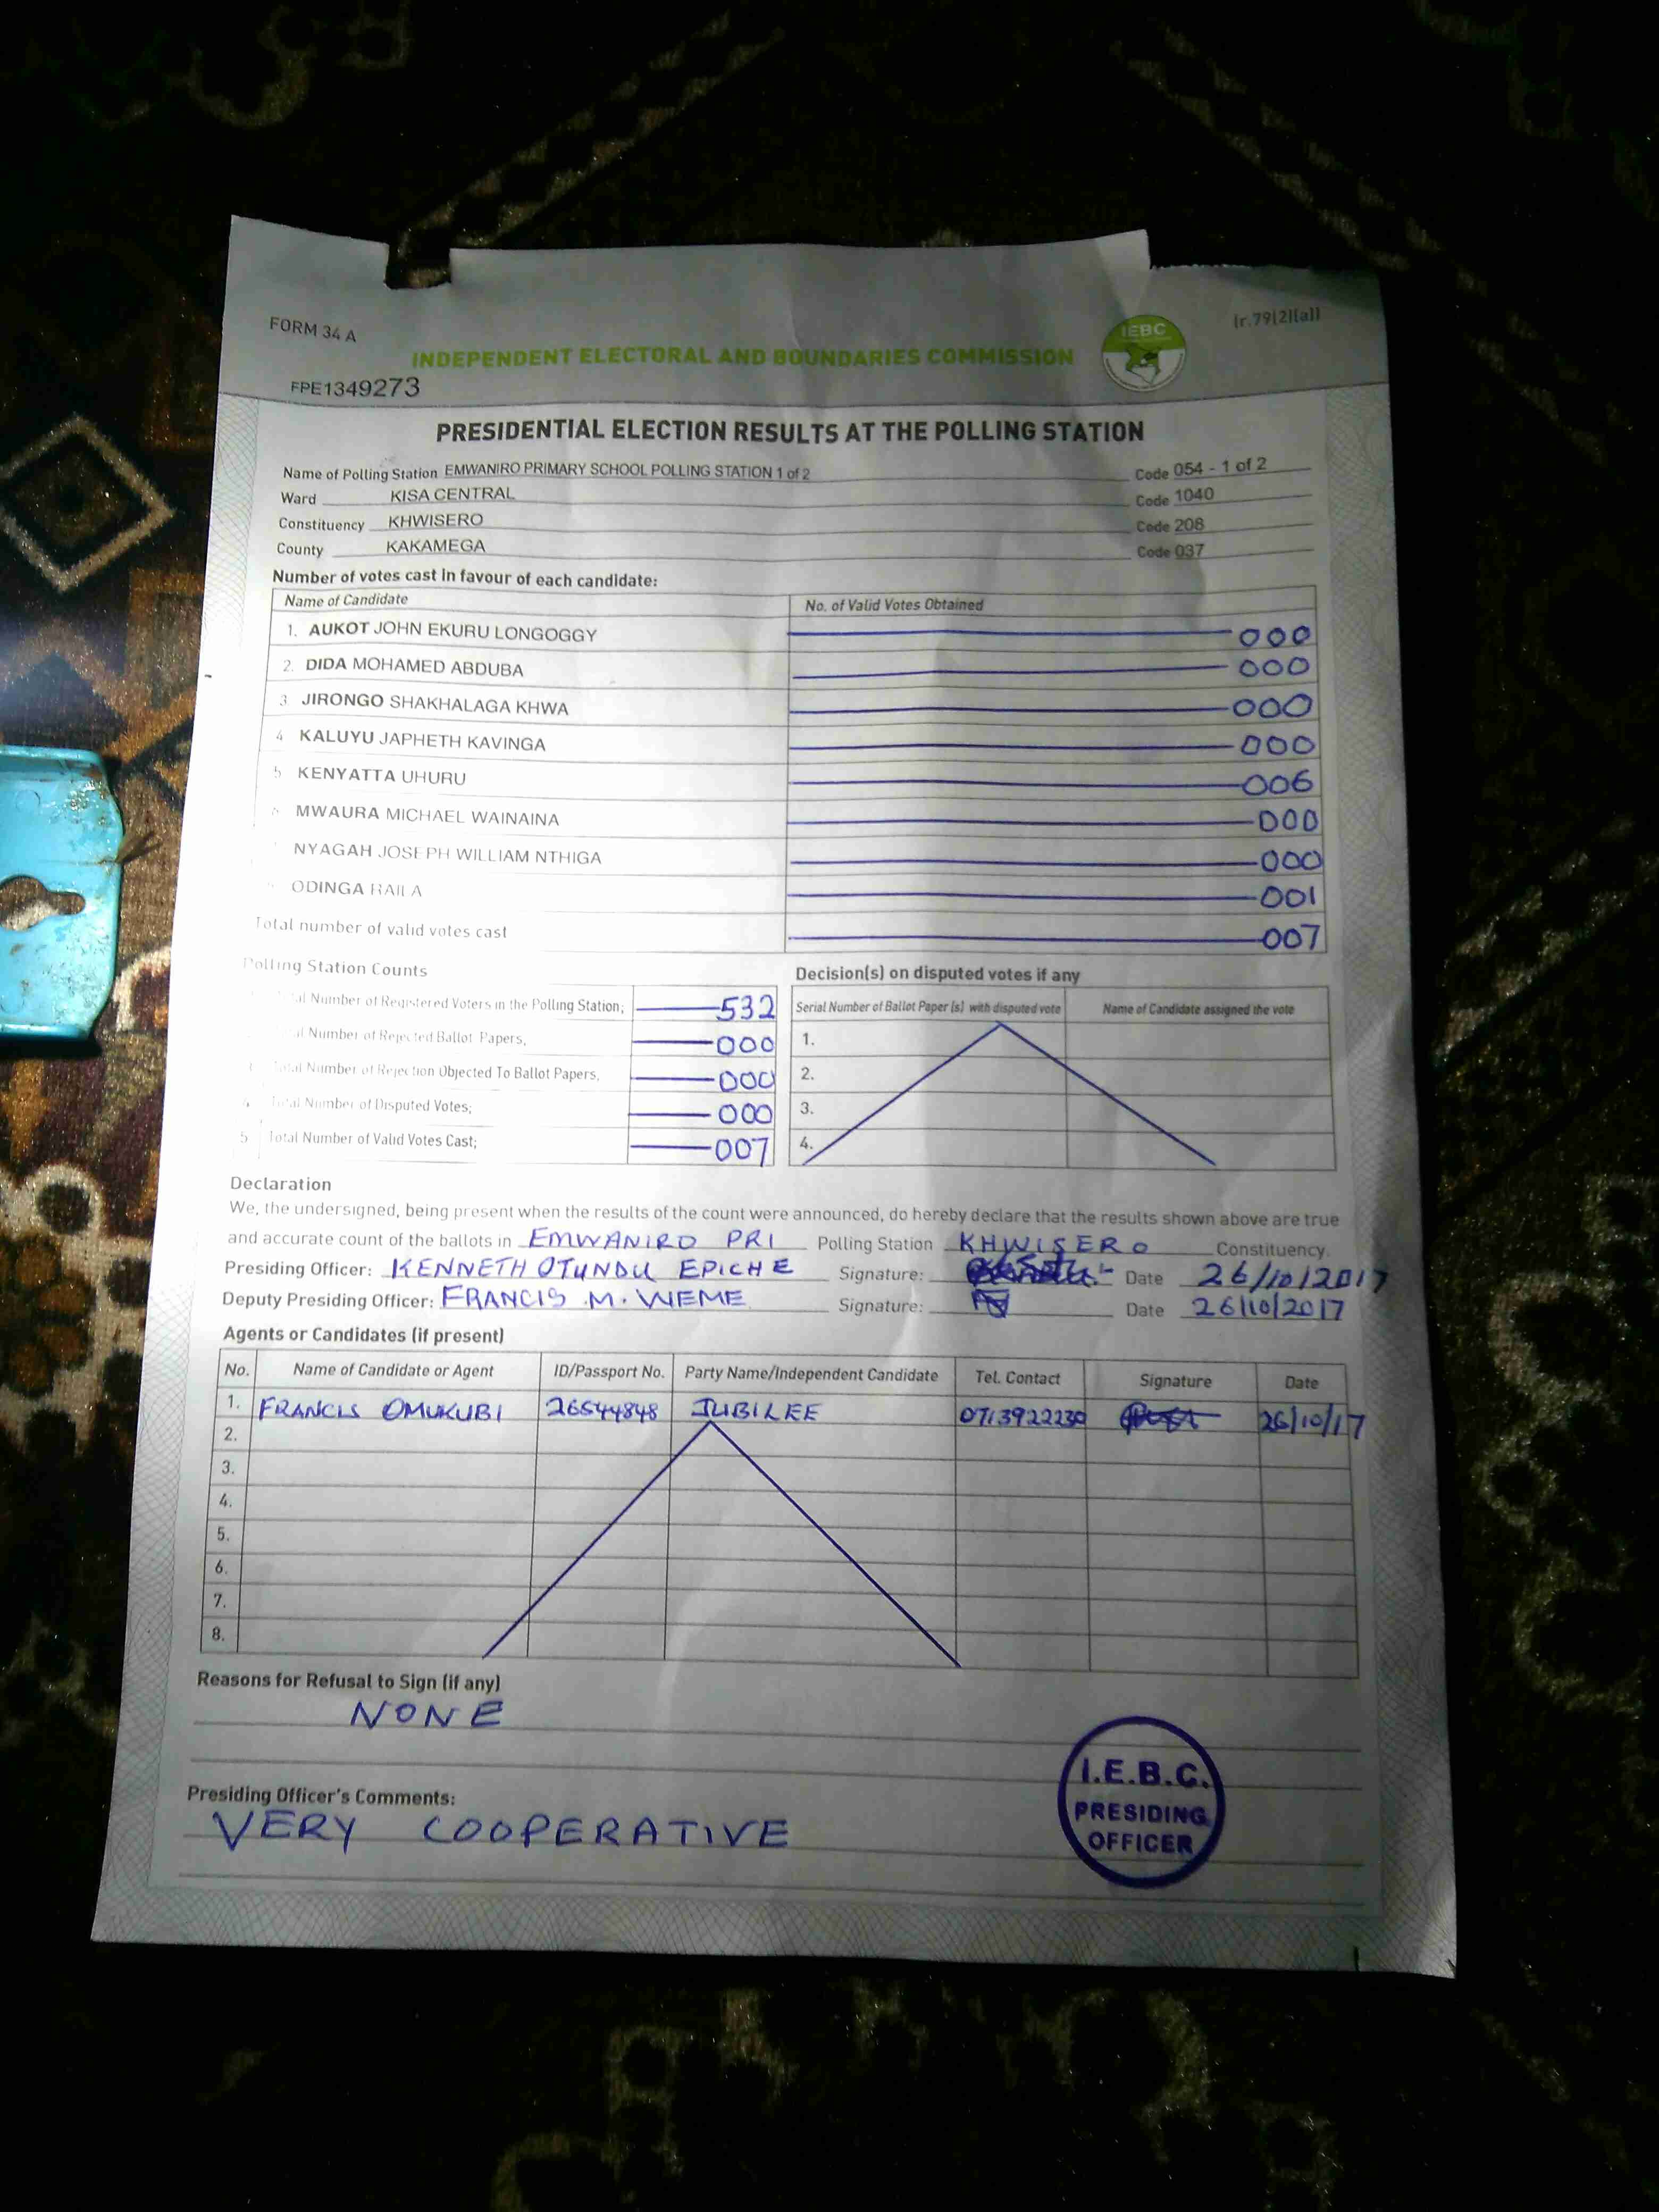 FORM 34 A
(r.79(2)(a))
IEBC
INDEPENDENT ELECTORAL AND BOUNDARIES COMMISSION
FPE1349273
PRESIDENTIAL ELECTION RESULTS AT THE POLLING STATION
Name of Polling Station EMWANIRO PRIMARY SCHOOL POLLING STATION 1 of 2 Code 054 - 1 of 2
Ward KISA CENTRAL Code 1040
Constituency KHWISERO Code 208
County KAKAMEGA Code 037
Number of votes cast in favour of each candidate:
Name of Candidate No. of Valid Votes Obtained
1. AUKOT JOHN EKURU LONGOGGY 000
2. DIDA MOHAMED ABDUBA 000
3. JIRONGO SHAKHALAGA KHWA 000
4 KALUYU JAPHETH KAVINGA 000
5 KENYATTA UHURU 006
MWAURA MICHAEL WAINAINA 000
NYAGAH JOSEPH WILLIAM NTHIGA 000
ODINGA RAILA 001
Total number of valid votes cast 007
Polling Station Counts
Total Number of Registered Voters in the Polling Station; 532
Total Number of Rejected Ballot Papers, 000
Total Number of Rejection Objected To Ballot Papers, 000
4 Total Number of Disputed Votes; 000
5 Total Number of Valid Votes Cast; 007
Decision(s) on disputed votes if any
Serial Number of Ballot Paper (s) with disputed vote Name of Candidate assigned the vote
1.
2.
3.
4.
Declaration
We, the undersigned, being present when the results of the count were announced, do hereby declare that the results shown above are true
and accurate count of the ballots in EMWANIRO PRI Polling Station KHWISERO Constituency.
Presiding Officer: KENNETH OTUNDU EPICHE Signature: Date 26/10/2017
Deputy Presiding Officer: FRANCIS .M. WEME Signature: Date 26/10/2017
Agents or Candidates (if present)
No. Name of Candidate or Agent ID/Passport No. Party Name/Independent Candidate Tel. Contact Signature Date
1. FRANCIS OMUKUBI 26544848 JUBILEE 0713922230 26/10/17
2.
3.
4.
5.
6.
7.
8.
Reasons for Refusal to Sign (if any)
NONE
Presiding Officer's Comments:
VERY COOPERATIVE
I.E.B.C.
PRESIDING
OFFICER